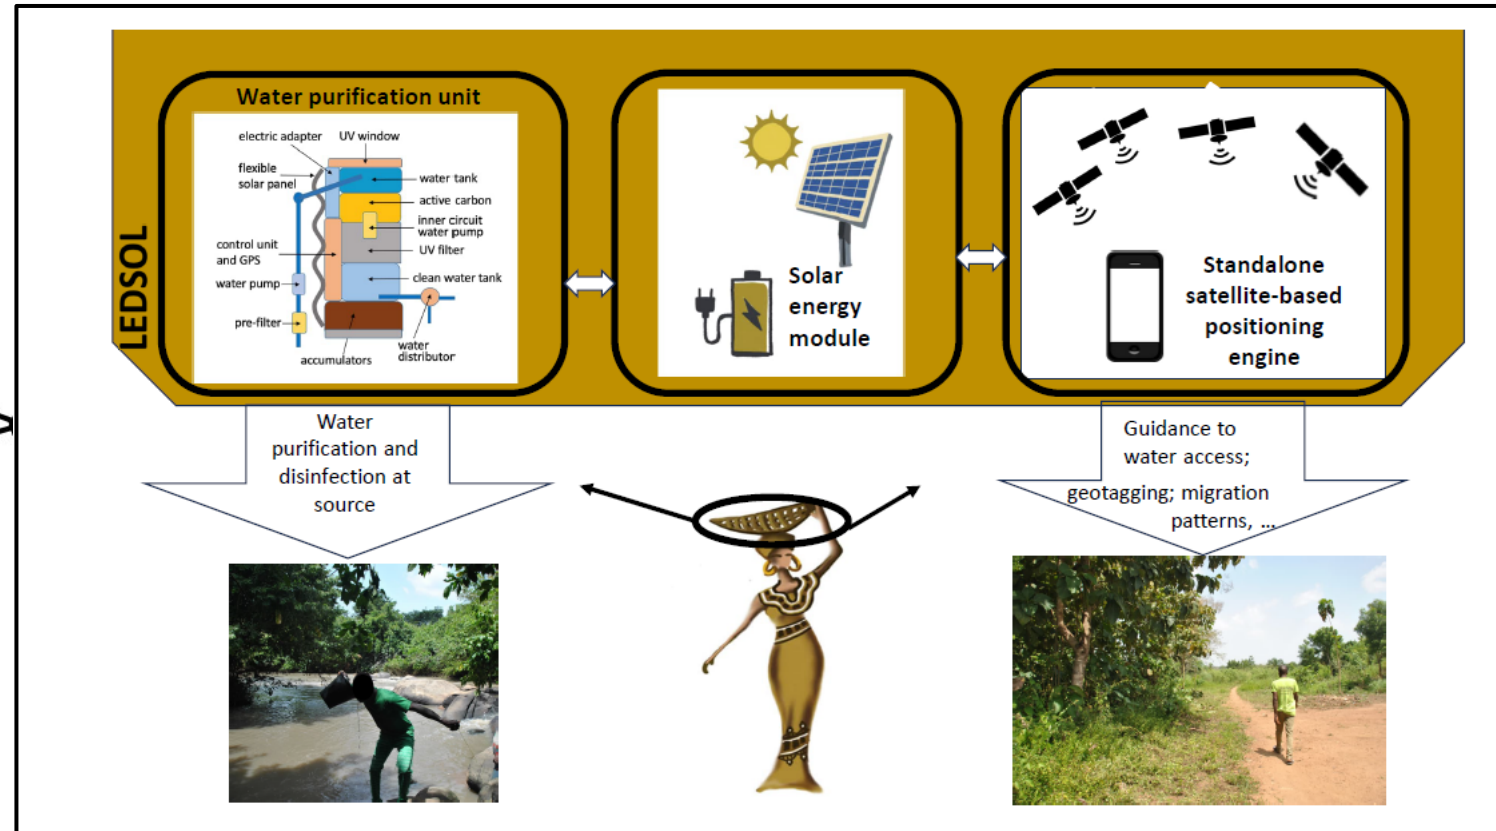 LEDSOL
Water purification unit
electric adapter
UV window
flexible
solar panel
water tank
active carbon
inner circuit
water pump
UV filter
control unit
and GPS
clean water tank
water pump
pre-filter
accumulators
water
distributor
Solar
energy
module
Standalone
satellite-based
positioning
engine
Water
purification and
disinfection at
source
Guidance to
water access;
geotagging; migration
patterns, ...